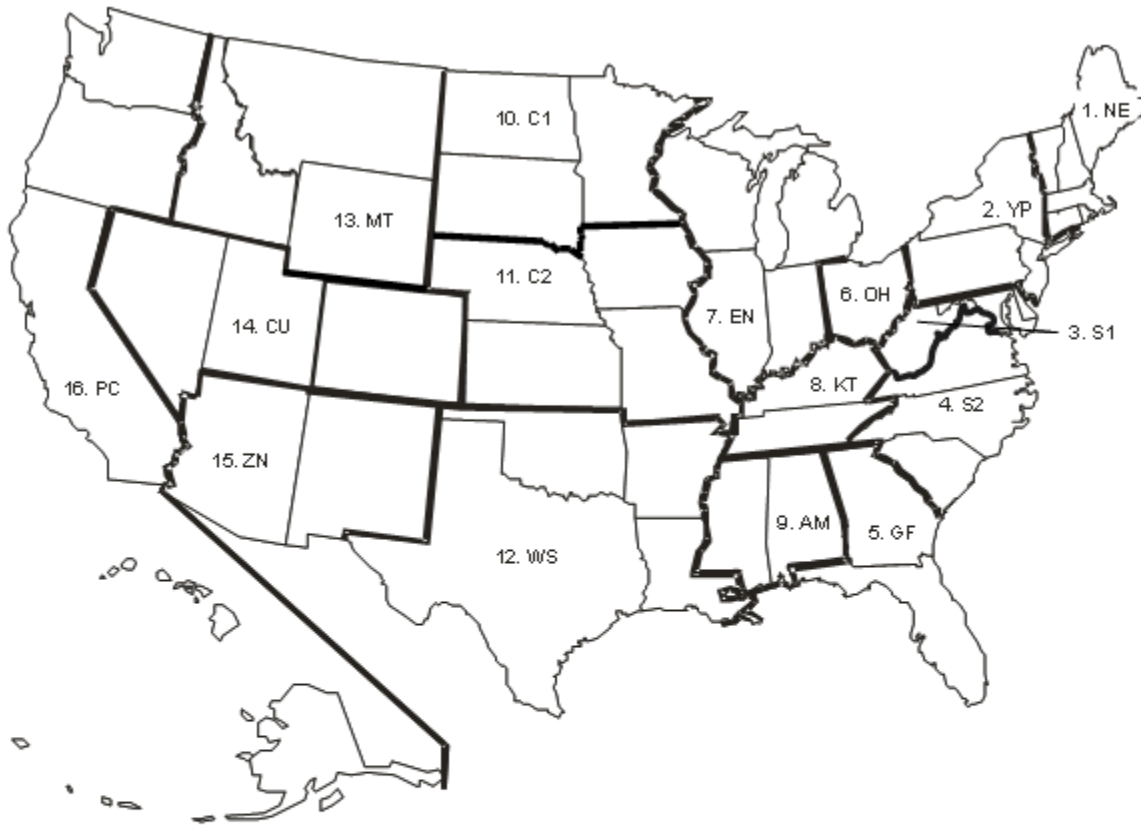 1. NE
2. YP
3. S1
4. S2
5. GF
6. OH
7. EN
8. KT
9. AM
10. C1
11. C2
12. WS
13. MT
14. CU
15. ZN
16. PC